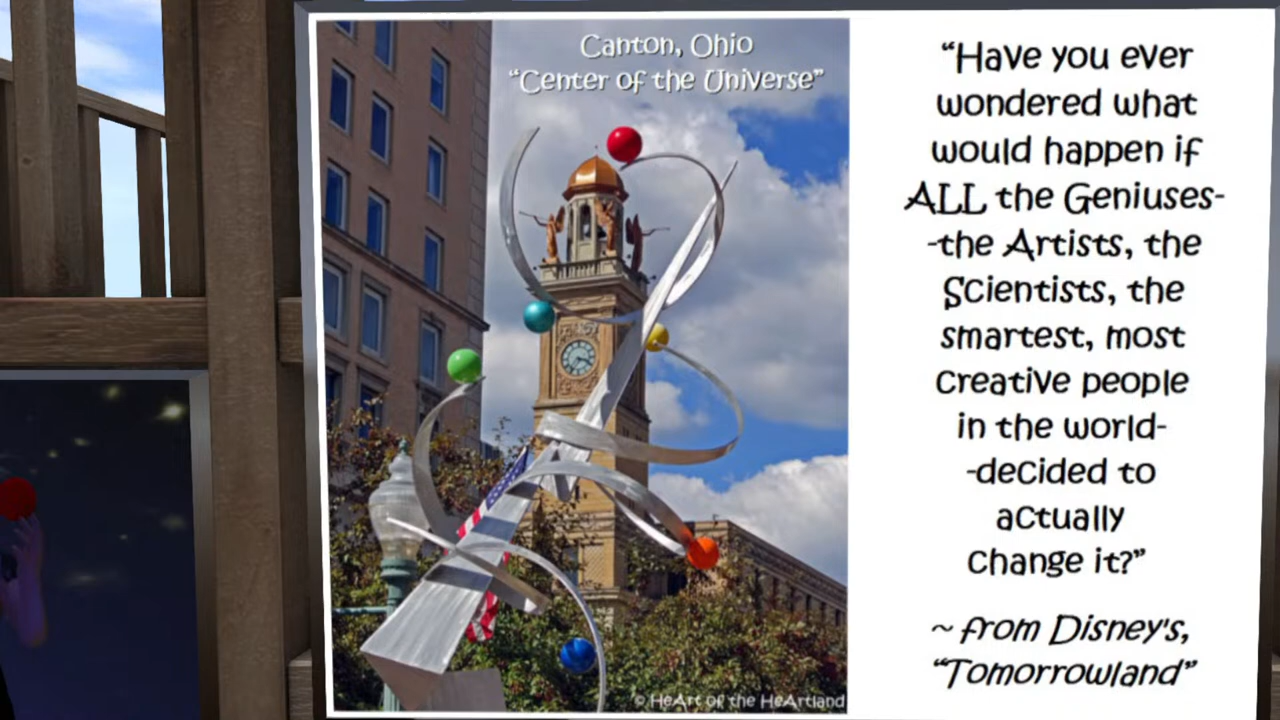 Canton, Ohio
“Center of the Universe”
© HeArt of the HeArtland
“Have you ever
wondered what
would happen if
ALL the Geniuses-
-the Artists, the
Scientists, the
smartest, most
creative people
in the world-
-decided to
actually
change it?”
~ from Disney's,
“Tomorrowland”